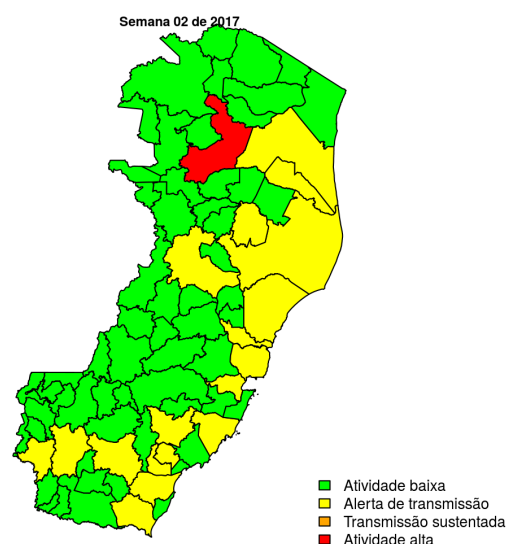 Semana 02 de 2017
Atividade baixa
Alerta de transmissão
Transmissão sustentada
Atividade alta